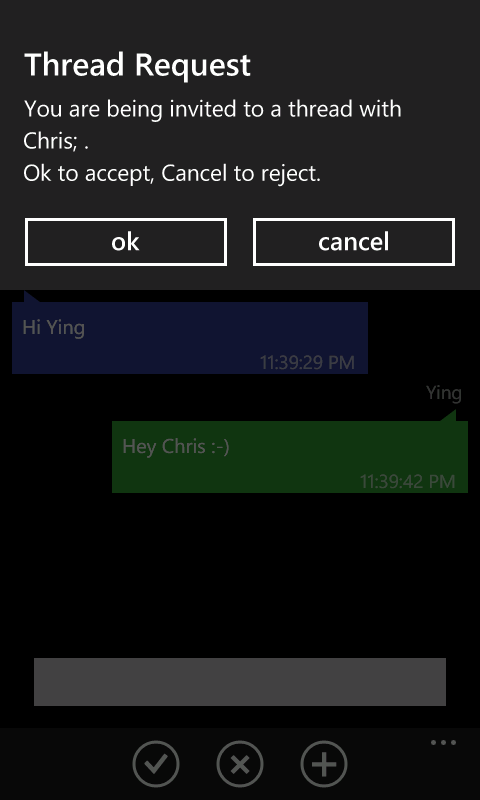 Thread Request
You are being invited to a thread with
Chris; .
Ok to accept, Cancel to reject.
ok
cancel
Hi Ying
11:39:29 PM
Ying
Hey Chris :-)
11:39:42 PM